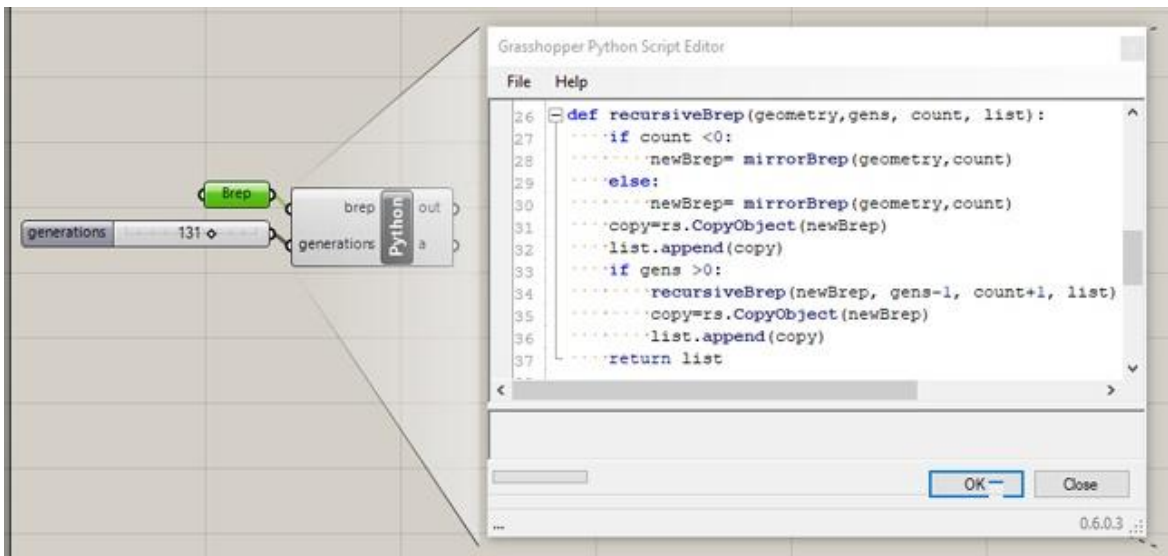 Grasshopper Python Script Editor
File Help
26 def recursiveBrep(geometry,gens, count, list):
27 if count <0:
28 newBrep= mirrorBrep(geometry,count)
29 else:
30 newBrep= mirrorBrep(geometry,count)
31 copy=rs.CopyObject(newBrep)
32 list.append(copy)
33 if gens >0:
34 recursiveBrep(newBrep, gens-1, count+1, list)
35 copy=rs.CopyObject(newBrep)
36 list.append(copy)
37 return list
Brep
generations 131
brep
generations
Python
out
a
OK Close
... 0.6.0.3